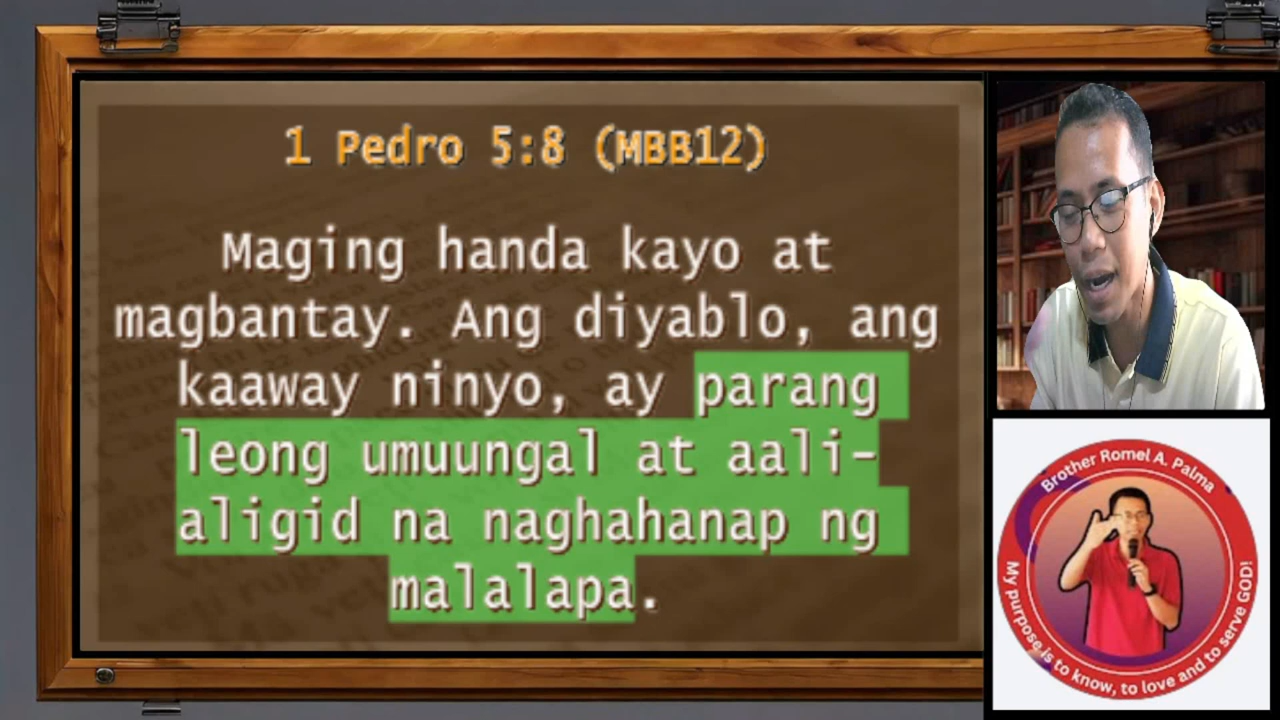 1 Pedro 5:8 (MBB12)
Maging handa kayo at
magbantay. Ang diyablo, ang
kaaway ninyo, ay parang
leong umuungal at aali-
aligid na naghahanap ng
malalapa.
Brother Romel A. Palma
My purpose is to know, to love and to serve GOD!